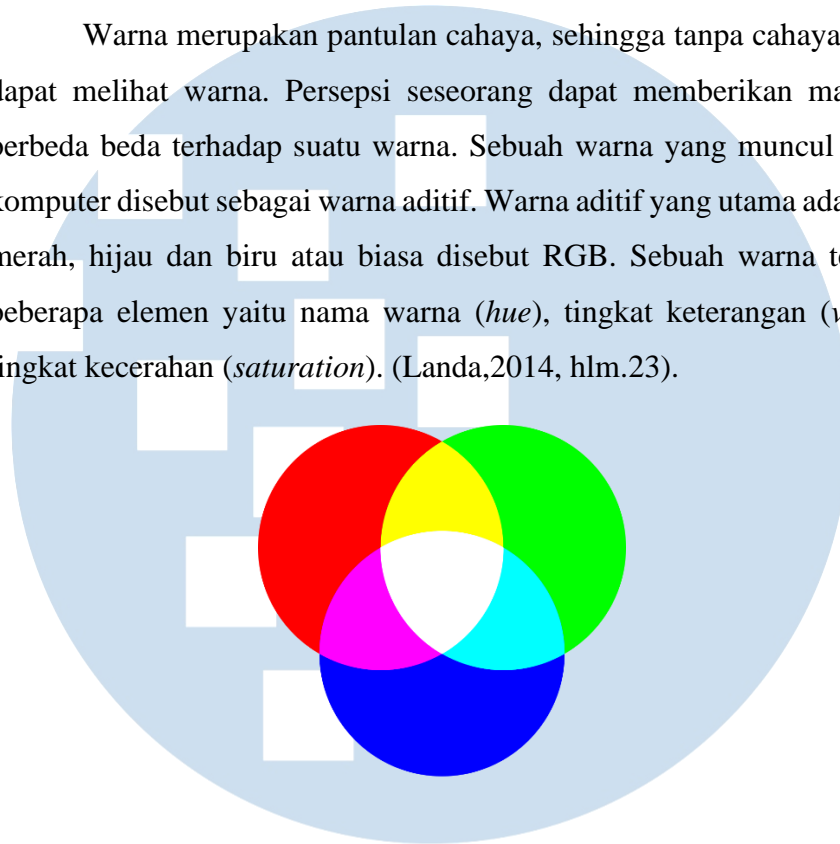 Warna merupakan pantulan cahaya, sehingga tanpa cahaya
dapat melihat warna. Persepsi seseorang dapat memberikan
berbeda beda terhadap suatu warna. Sebuah warna yang muncul
komputer disebut sebagai warna aditif. Warna aditif yang utama
merah, hijau dan biru atau biasa disebut RGB. Sebuah warna
beberapa elemen yaitu nama warna (hue), tingkat keterangan
tingkat kecerahan (saturation). (Landa,2014, hlm.23).